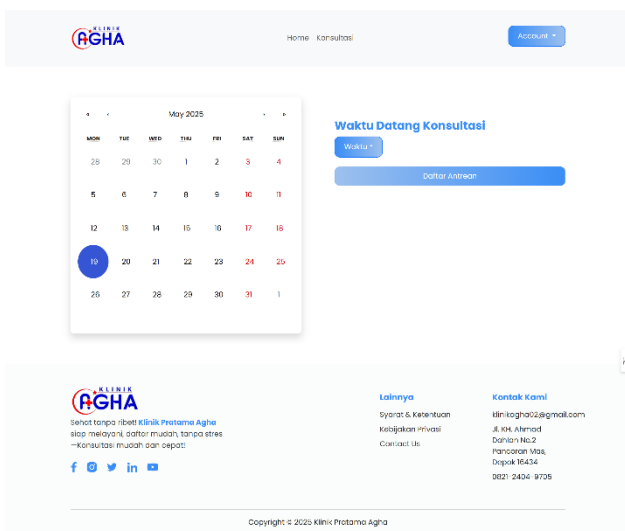 KLINIK
AGHA
Home Konsultasi
Account
« ‹ May 2025 › »
MON TUE WED THU FRI SAT SUN
28 29 30 1 2 3 4
5 6 7 8 9 10 11
12 13 14 15 16 17 18
19 20 21 22 23 24 25
26 27 28 29 30 31 1
Waktu Datang Konsultasi
Waktu
Daftar Antrean
KLINIK
AGHA
Sehat tanpa ribet! Klinik Pratama Agha
siap melayani, daftar mudah, tanpa stres
—Konsultasi mudah dan cepat!
Lainnya
Syarat & Ketentuan
Kebijakan Privasi
Contact Us
Kontak Kami
klinikagha02@gmail.com
Jl. KH. Ahmad
Dahlan No.2
Pancoran Mas,
Depok 16434
0821-2404-9705
Copyright © 2025 Klinik Pratama Agha